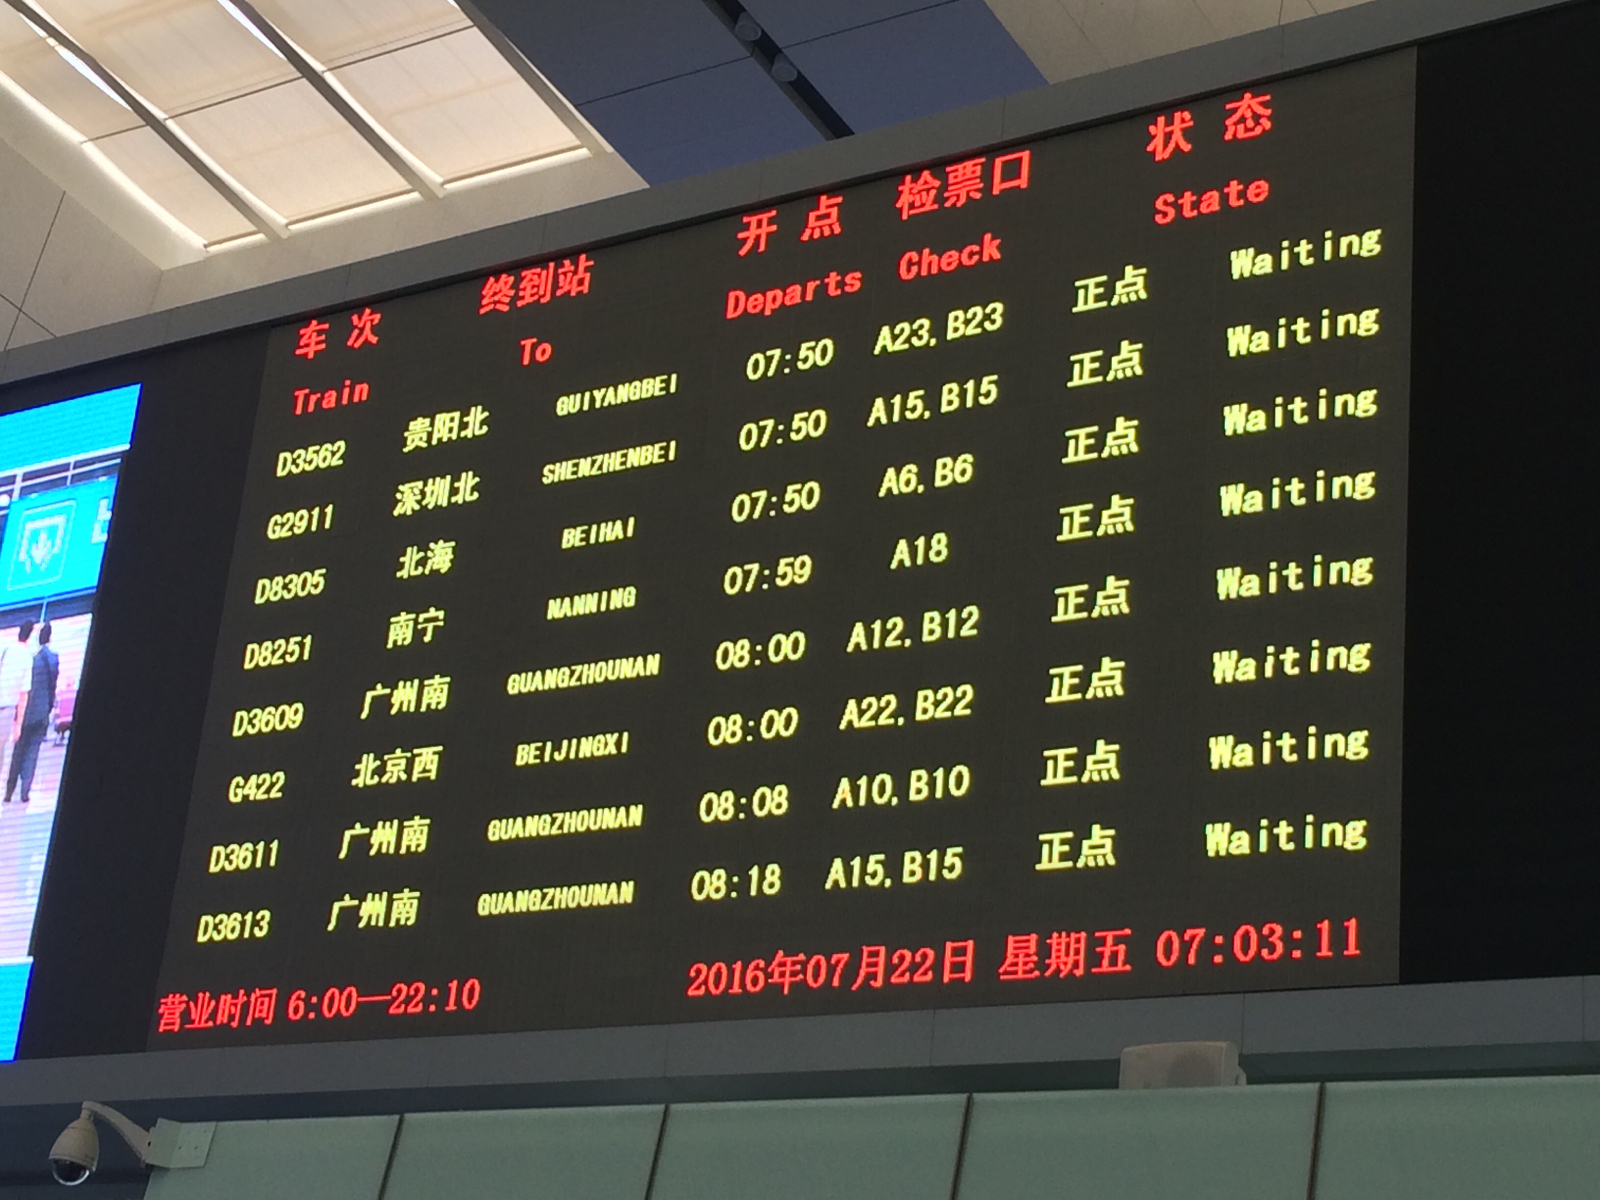 车次 终到站 开点 检票口 状态
Train To Departs Check State
D3562 贵阳北 GUIYANGBEI 07:50 A23,B23 正点 Waiting
G2911 深圳北 SHENZHENBEI 07:50 A15,B15 正点 Waiting
D8305 北海 BEIHAI 07:50 A6,B6 正点 Waiting
D8251 南宁 NANNING 07:59 A18 正点 Waiting
D3609 广州南 GUANGZHOUNAN 08:00 A12,B12 正点 Waiting
G422 北京西 BEIJINGXI 08:00 A22,B22 正点 Waiting
D3611 广州南 GUANGZHOUNAN 08:08 A10,B10 正点 Waiting
D3613 广州南 GUANGZHOUNAN 08:18 A15,B15 正点 Waiting
营业时间 6:00—22:10 2016年07月22日 星期五 07:03:11